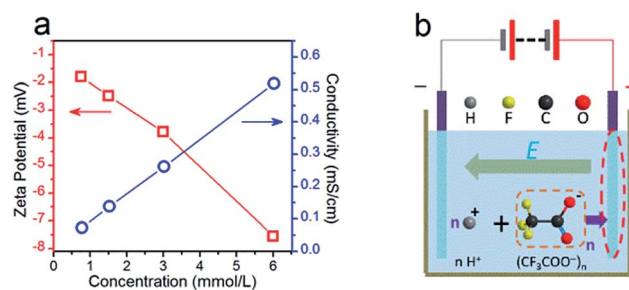 a
Zeta Potential (mV)
-1
-2
-3
-4
-5
-6
-7
-8
0.6
0.5
0.4
0.3
0.2
0.1
0.0
Conductivity (mS/cm)
0 1 2 3 4 5 6
Concentration (mmol/L)
b
− −
H F C O
E
n + + − n
n H⁺ (CF₃COO⁻)ₙ